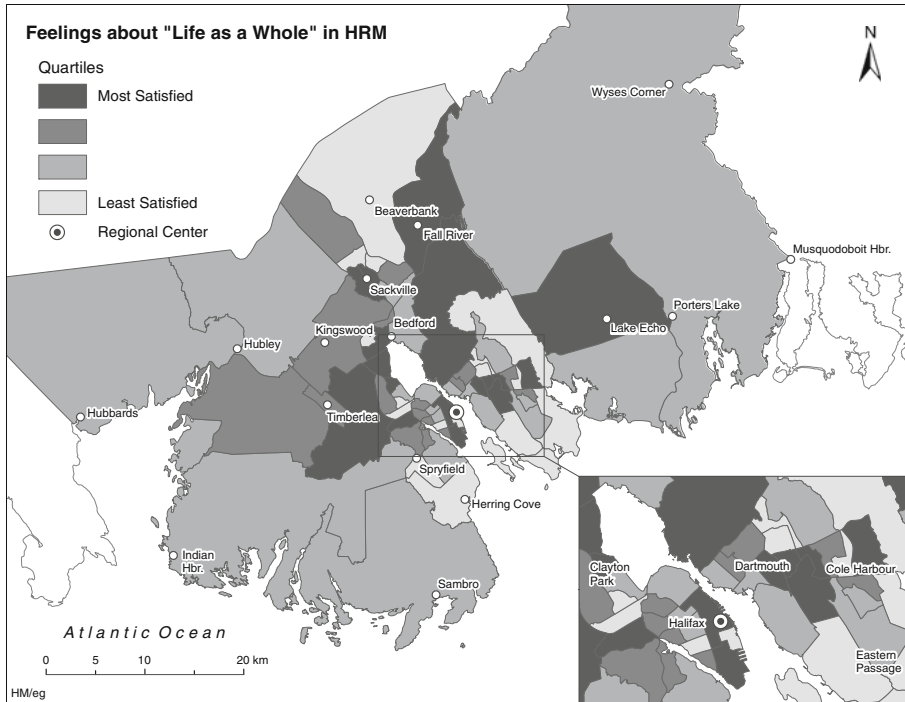 Feelings about "Life as a Whole" in HRM
Quartiles
Most Satisfied
Least Satisfied
Regional Center
N
Wyses Corner
Beaverbank
Fall River
Musquodoboit Hbr.
Sackville
Porters Lake
Lake Echo
Kingswood
Bedford
Hubley
Hubbards
Timberlea
Spryfield
Herring Cove
Indian
Hbr.
Sambro
Clayton
Park
Dartmouth
Cole Harbour
Halifax
Eastern
Passage
Atlantic Ocean
0 5 10 20 km
HM/eg